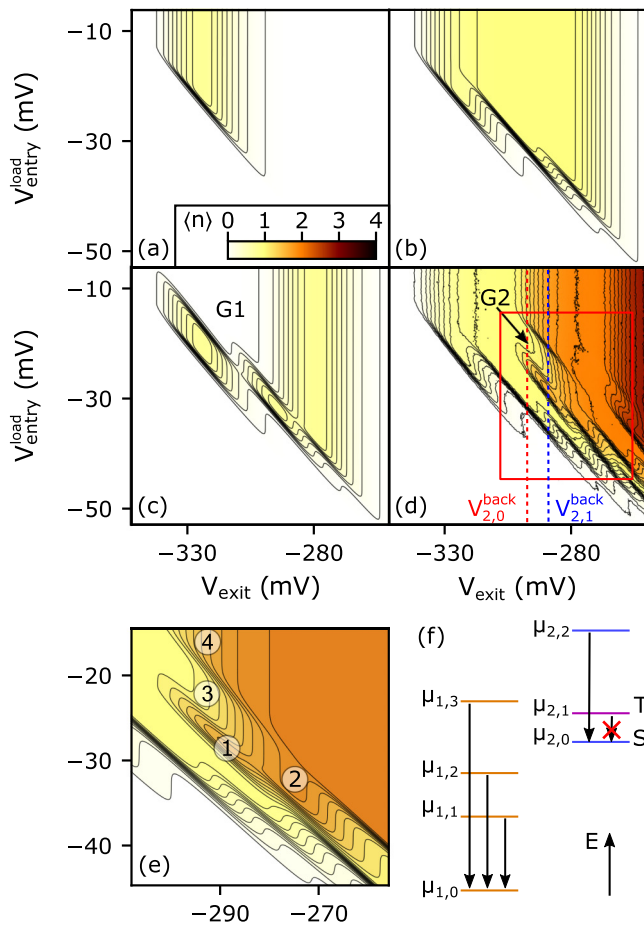 −10
−30
−50
V_entry^load (mV)
(a)
⟨n⟩ 0 1 2 3 4
(b)
−10
−30
−50
V_entry^load (mV)
G1
(c)
G2
(d)
V_2,0^back
V_2,1^back
−330 −280
−330 −280
V_exit (mV)
V_exit (mV)
−20
−30
−40
4
3
1
2
(e)
−290 −270
(f)
μ_2,2
μ_1,3
μ_2,1 T
μ_2,0 S
μ_1,2
μ_1,1
E
μ_1,0